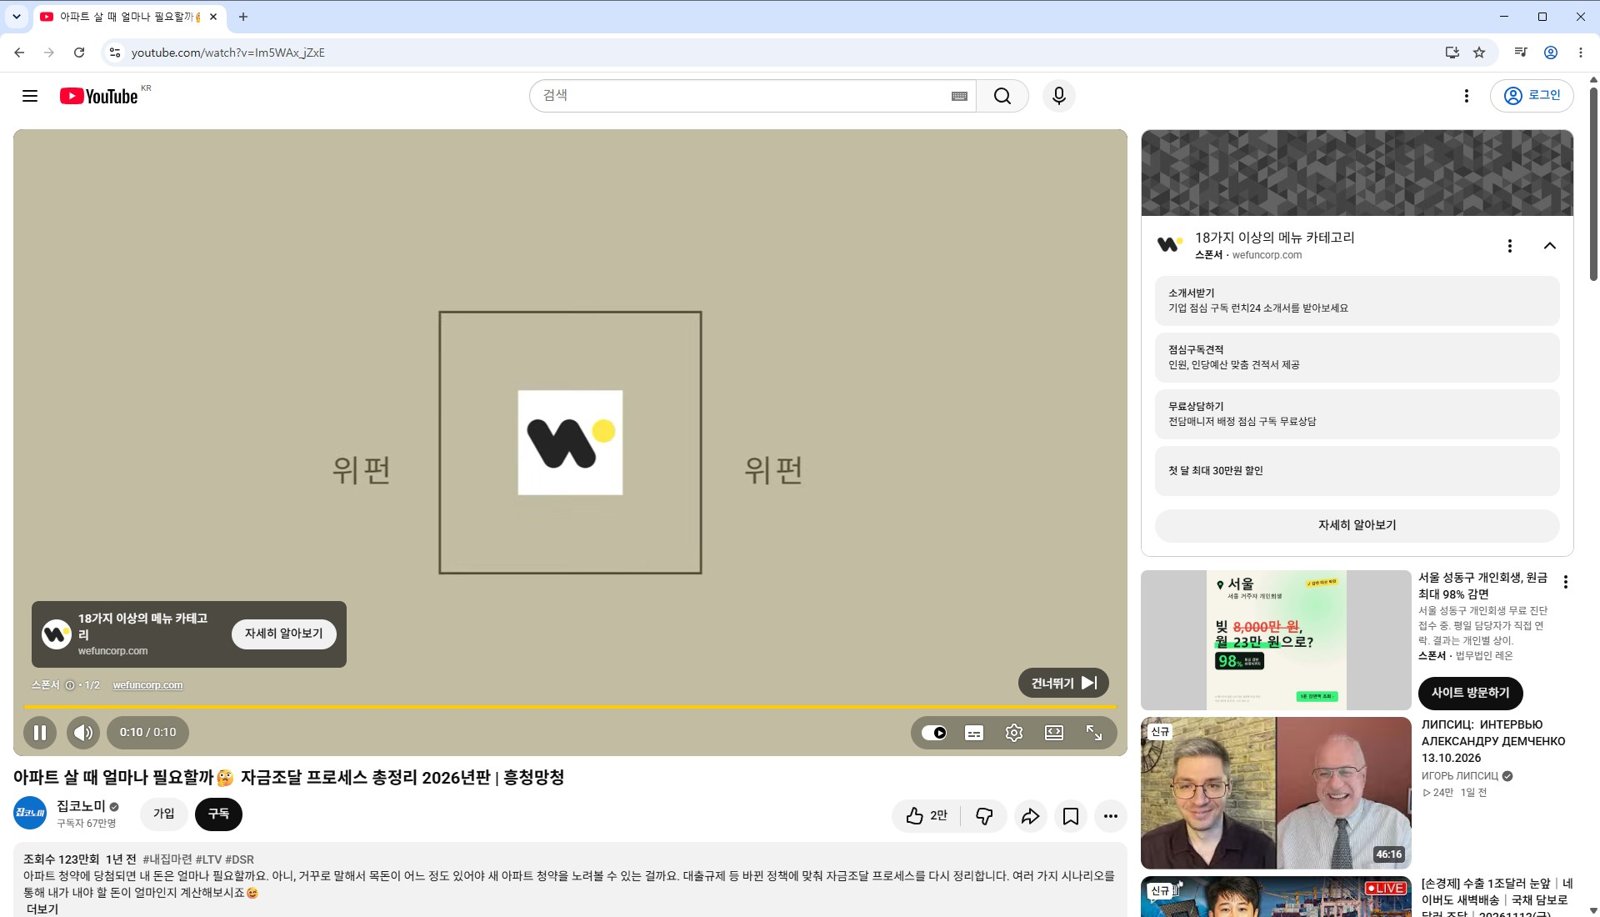 아파트 살 때 얼마나 필요할까
youtube.com/watch?v=Im5WAx_jZxE
YouTube KR
검색
로그인
위펀
위펀
18가지 이상의 메뉴 카테고
리
wefuncorp.com
자세히 알아보기
스폰서 · 1/2 wefuncorp.com
건너뛰기
0:10 / 0:10
아파트 살 때 얼마나 필요할까🤔 자금조달 프로세스 총정리 2026년판 | 흥청망청
집코노미
집코노미
구독자 67만명
가입
구독
2만
조회수 123만회 1년 전 #내집마련 #LTV #DSR
아파트 청약에 당첨되면 내 돈은 얼마나 필요할까요. 아니, 거꾸로 말해서 목돈이 어느 정도 있어야 새 아파트 청약을 노려볼 수 있는 걸까요. 대출규제 등 바뀐 정책에 맞춰 자금조달 프로세스를 다시 정리합니다. 여러 가지 시나리오를
통해 내가 내야 할 돈이 얼마인지 계산해보시죠😄
더보기
18가지 이상의 메뉴 카테고리
스폰서 · wefuncorp.com
소개서받기
기업 점심 구독 런치24 소개서를 받아보세요
점심구독견적
인원, 인당예산 맞춤 견적서 제공
무료상담하기
전담매니저 배정 점심 구독 무료상담
첫 달 최대 30만원 할인
자세히 알아보기
서울
서울 거주자 개인회생
빚 8,000만 원,
월 23만 원으로?
98%
서울 성동구 개인회생, 원금
최대 98% 감면
서울 성동구 개인회생 무료 진단
접수 중. 평일 담당자가 직접 연
락. 결과는 개인별 상이.
스폰서 · 법무법인 레온
사이트 방문하기
신규
46:16
ЛИПСИЦ: ИНТЕРВЬЮ
АЛЕКСАНДРУ ДЕМЧЕНКО
13.10.2026
ИГОРЬ ЛИПСИЦ
24만 1일 전
신규
LIVE
[손경제] 수출 1조달러 눈앞 | 네
이버도 새벽배송 | 국채 담보로
달러 조달 | 20261112(금)